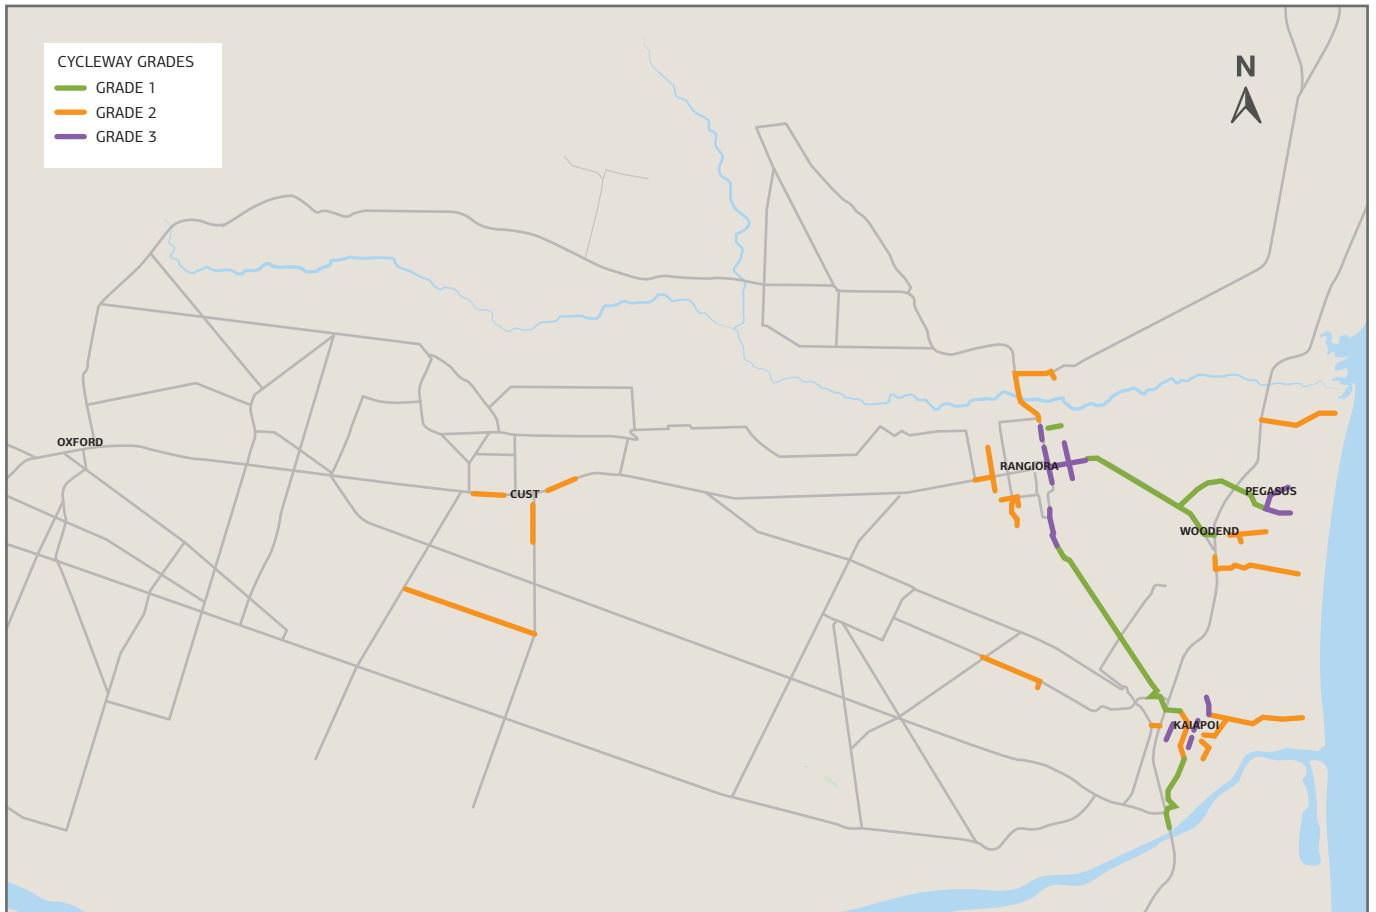 CYCLEWAY GRADES
GRADE 1
GRADE 2
GRADE 3
N
OXFORD
CUST
RANGIORA
PEGASUS
WOODEND
KAIAPOI